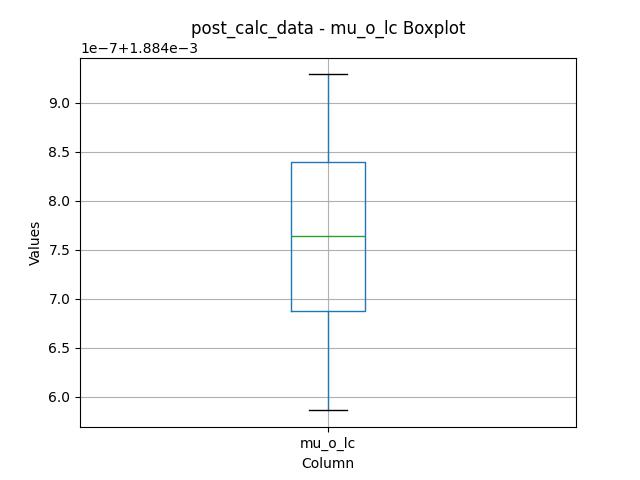 post_calc_data - mu_o_lc Boxplot
1e−7+1.884e−3
9.0
8.5
8.0
7.5
7.0
6.5
6.0
Values
mu_o_lc
Column